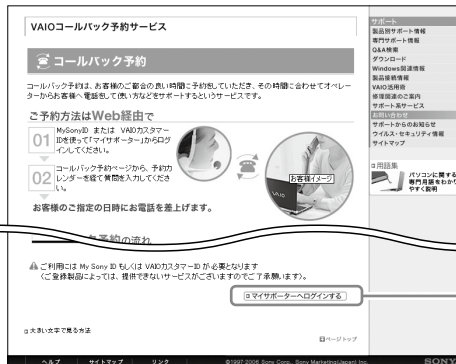 VAIOコールバック予約サービス
コールバック予約
コールバック予約は、お客様のご都合の良い時間に予約をしていただき、その時間に合わせてオペレー
ターからお客様へ電話をして使い方などをサポートするというサービスです。
ご予約方法はWeb経由で
01
MySonyID または VAIOカスタマー
IDを使って「マイサポーター」からログ
インしてください。
02
コールバック予約ページから、予約カ
レンダーを経て質問を入力してくださ
い。
お客様イメージ
お客様のご指定の日時にお電話を差上げます。
予約の流れ
ご利用には My Sony ID もしくは VAIOカスタマーID が必要となります
(ご登録製品によっては、提供できないサービスがございますのでご了承願います)。
マイサポーターへログインする
大きい文字で見る方法
ページトップ
ヘルプ サイトマップ リンク
©1997-2006 Sony Corp., Sony Marketing(Japan) Inc.
SONY
サポート
製品別サポート情報
専門サポート情報
Q&A検索
ダウンロード
Windows関連情報
製品接続情報
VAIO活用術
修理関連のご案内
サポート系サービス
お問い合わせ
サポートからのお知らせ
ウイルス・セキュリティ情報
サイトマップ
用語集
パソコンに関する
専門用語をわかり
やすく説明